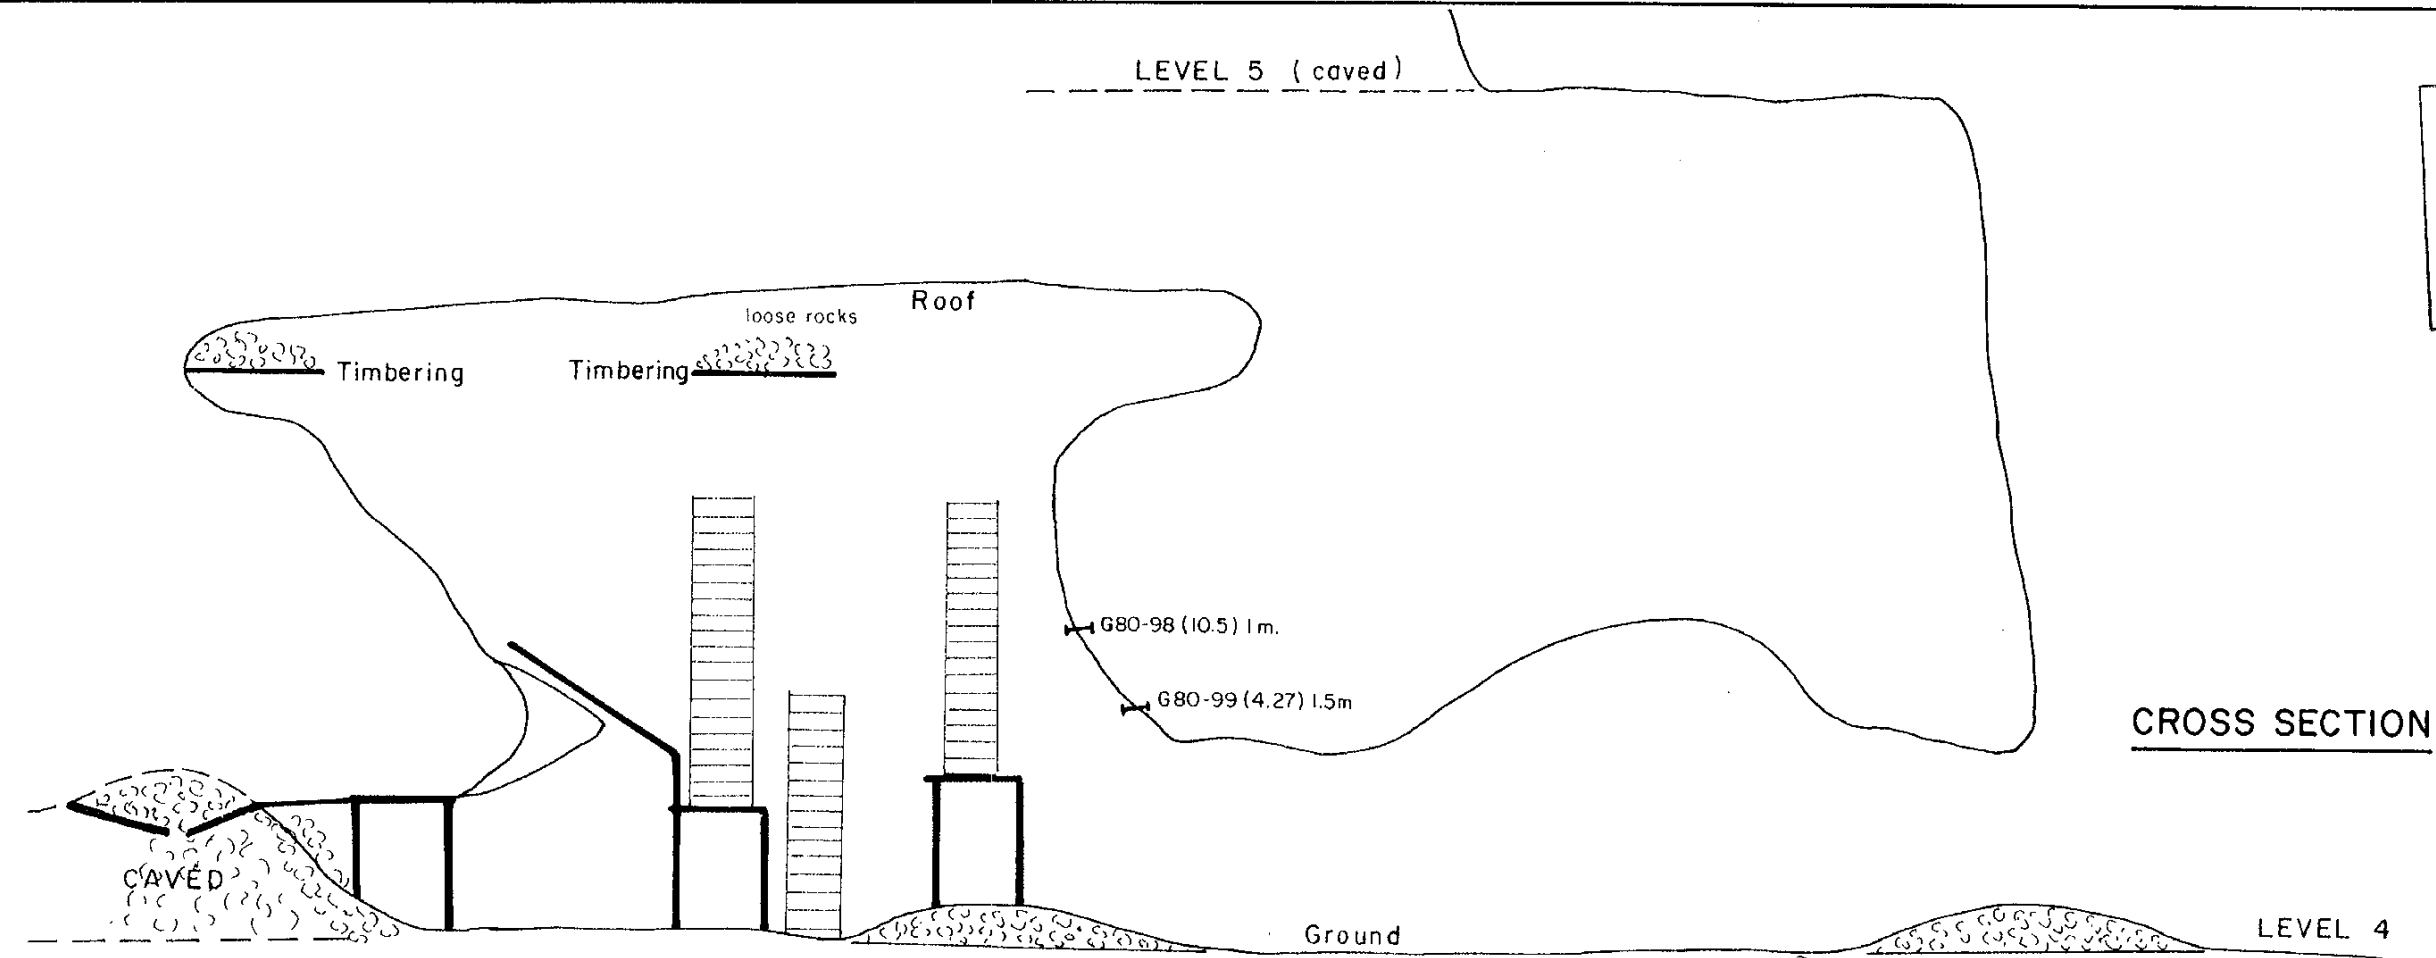 LEVEL 5 (caved)
Roof
loose rocks
Timbering
Timbering
G80-98 (10.5) 1m.
G80-99 (4.27) 1.5m
CROSS SECTION
CAVED
Ground
LEVEL 4